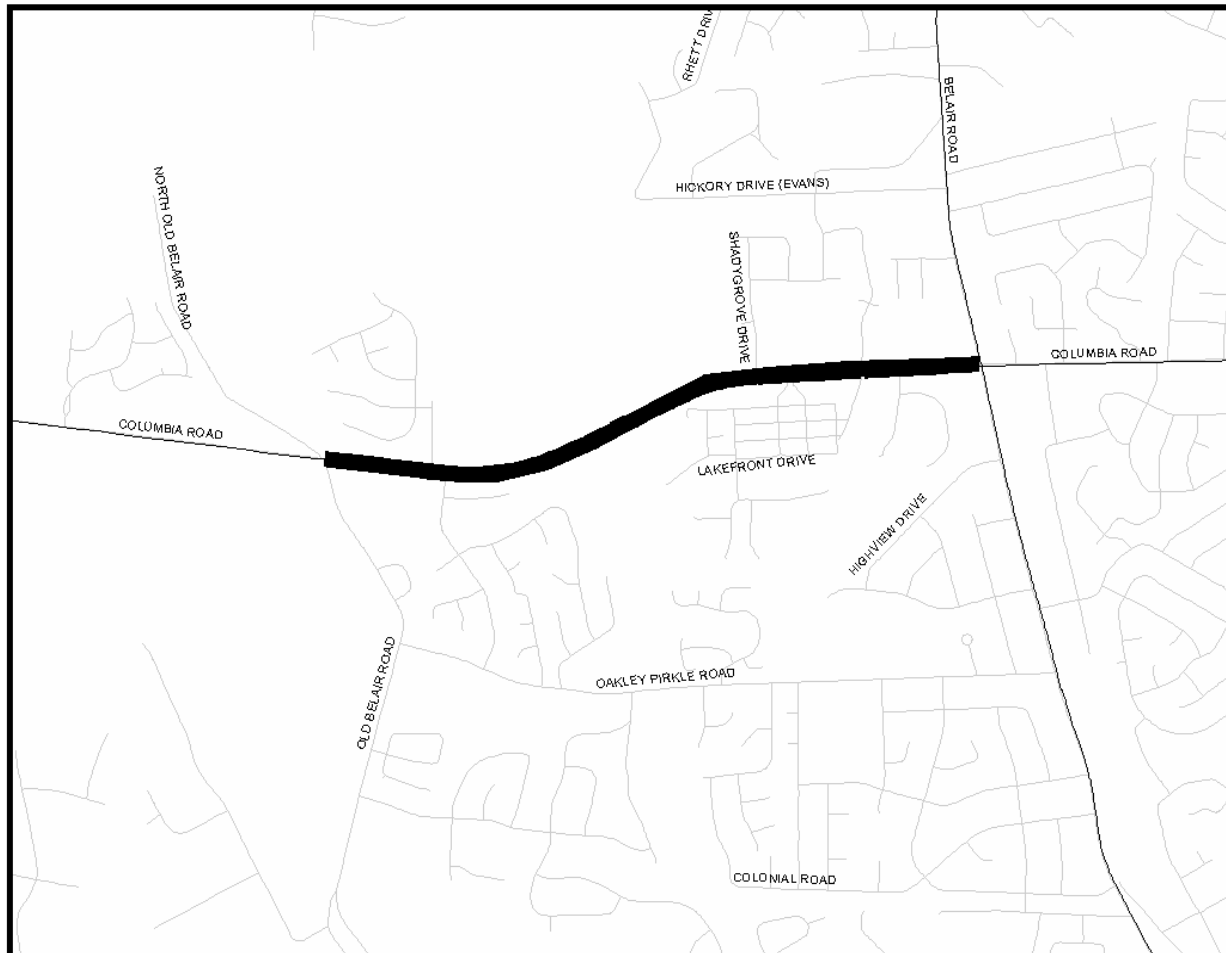 RHETT DRIV
BELAIR ROAD
NORTH OLD BELAIR ROAD
HICKORY DRIVE (EVANS)
SHADYGROVE DRIVE
COLUMBIA ROAD
COLUMBIA ROAD
LAKEFRONT DRIVE
HIGHVIEW DRIVE
OLD BELAIR ROAD
OAKLEY PIRKLE ROAD
COLONIAL ROAD